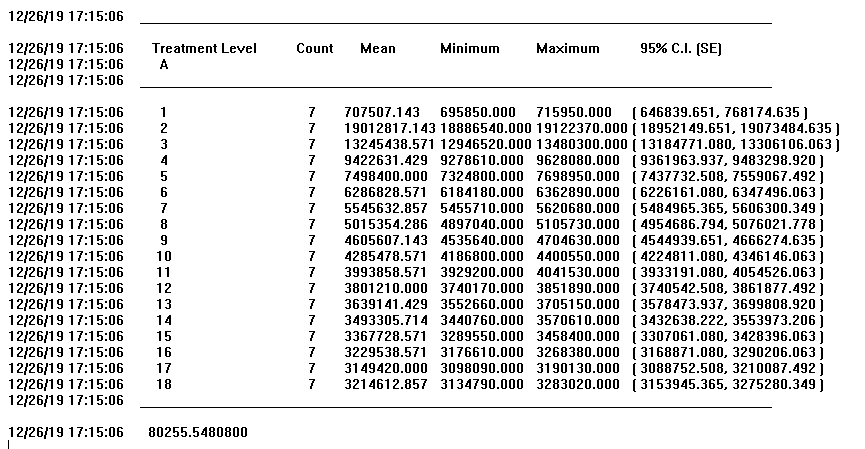 12/26/19 17:15:06
12/26/19 17:15:06 Treatment Level Count Mean Minimum Maximum 95% C.I. (SE)
12/26/19 17:15:06 A
12/26/19 17:15:06
12/26/19 17:15:06 1 7 707507.143 695850.000 715950.000 ( 646839.651, 768174.635 )
12/26/19 17:15:06 2 7 19012817.143 18886540.000 19122370.000 ( 18952149.651, 19073484.635 )
12/26/19 17:15:06 3 7 13245438.571 12946520.000 13480300.000 ( 13184771.080, 13306106.063 )
12/26/19 17:15:06 4 7 9422631.429 9278610.000 9628080.000 ( 9361963.937, 9483298.920 )
12/26/19 17:15:06 5 7 7498400.000 7324800.000 7698950.000 ( 7437732.508, 7559067.492 )
12/26/19 17:15:06 6 7 6286828.571 6184180.000 6362890.000 ( 6226161.080, 6347496.063 )
12/26/19 17:15:06 7 7 5545632.857 5455710.000 5620680.000 ( 5484965.365, 5606300.349 )
12/26/19 17:15:06 8 7 5015354.286 4897040.000 5105730.000 ( 4954686.794, 5076021.778 )
12/26/19 17:15:06 9 7 4605607.143 4535640.000 4704630.000 ( 4544939.651, 4666274.635 )
12/26/19 17:15:06 10 7 4285478.571 4186800.000 4400550.000 ( 4224811.080, 4346146.063 )
12/26/19 17:15:06 11 7 3993858.571 3929200.000 4041530.000 ( 3933191.080, 4054526.063 )
12/26/19 17:15:06 12 7 3801210.000 3740170.000 3851890.000 ( 3740542.508, 3861877.492 )
12/26/19 17:15:06 13 7 3639141.429 3552660.000 3705150.000 ( 3578473.937, 3699808.920 )
12/26/19 17:15:06 14 7 3493305.714 3440760.000 3570610.000 ( 3432638.222, 3553973.206 )
12/26/19 17:15:06 15 7 3367728.571 3289550.000 3458400.000 ( 3307061.080, 3428396.063 )
12/26/19 17:15:06 16 7 3229538.571 3176610.000 3268380.000 ( 3168871.080, 3290206.063 )
12/26/19 17:15:06 17 7 3149420.000 3098090.000 3190130.000 ( 3088752.508, 3210087.492 )
12/26/19 17:15:06 18 7 3214612.857 3134790.000 3283020.000 ( 3153945.365, 3275280.349 )
12/26/19 17:15:06
12/26/19 17:15:06 80255.5480800